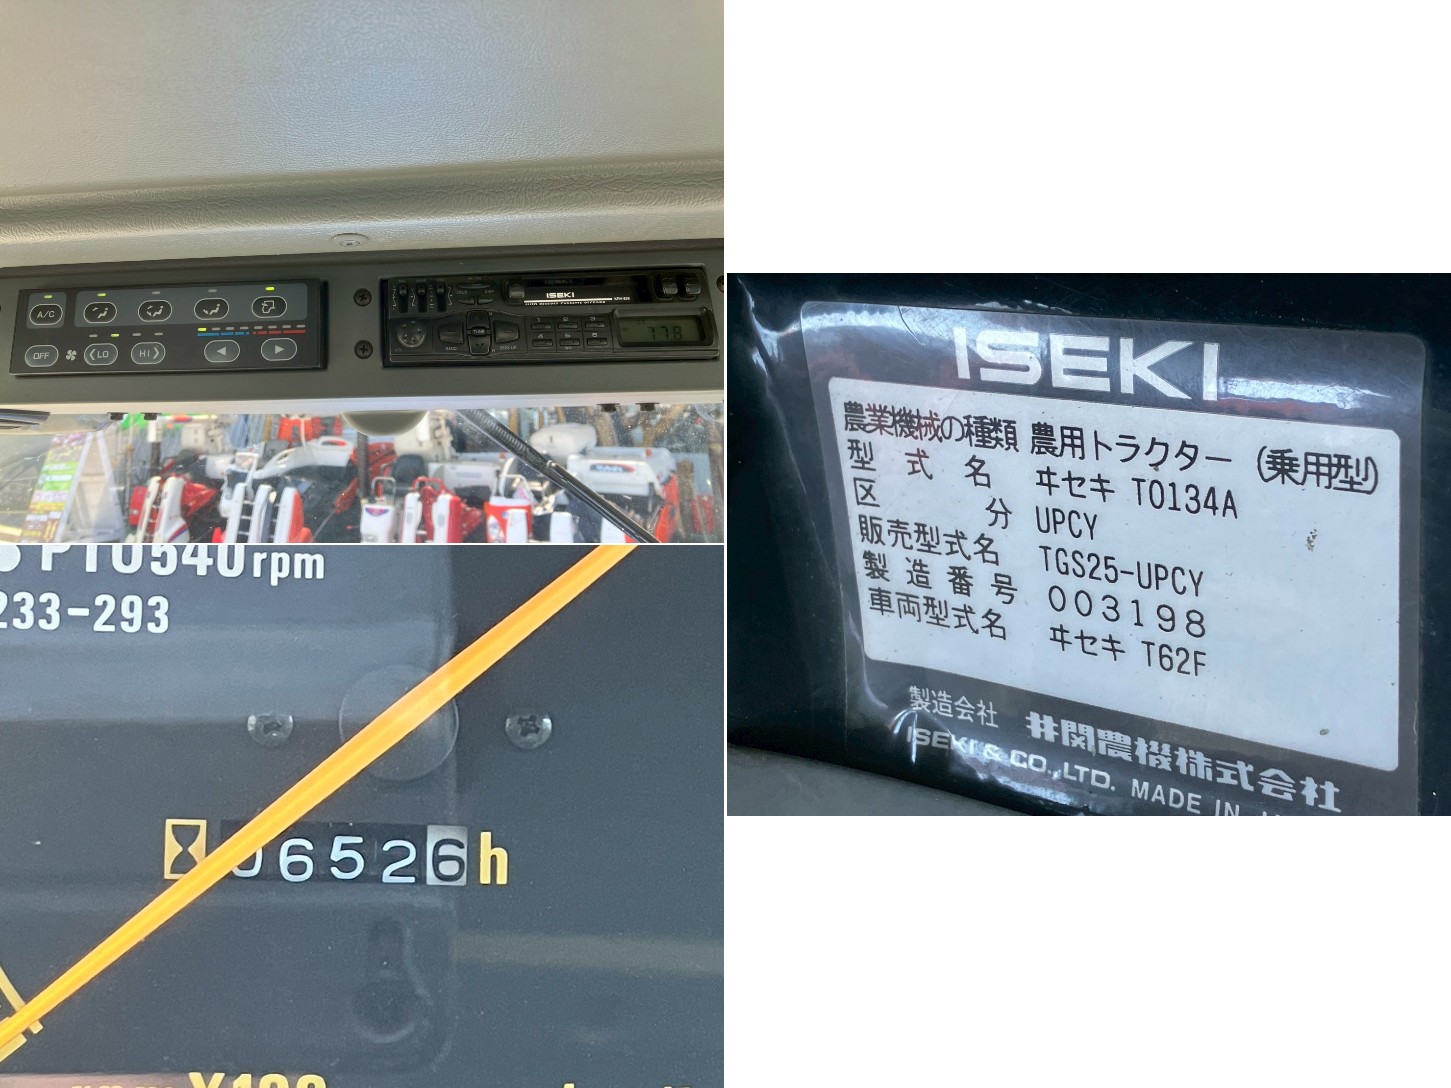 A/C
OFF
LO
HI
ISEKI
TUNE
778
PTO540rpm
233-293
06526h
ISEKI
農業機械の種類 農用トラクター (乗用型)
型式名 ヰセキ T0134A
区分 UPCY
販売型式名 TGS25-UPCY
製造番号 003198
車両型式名 ヰセキ T62F
製造会社 井関農機株式会社
ISEKI & CO., LTD. MADE IN